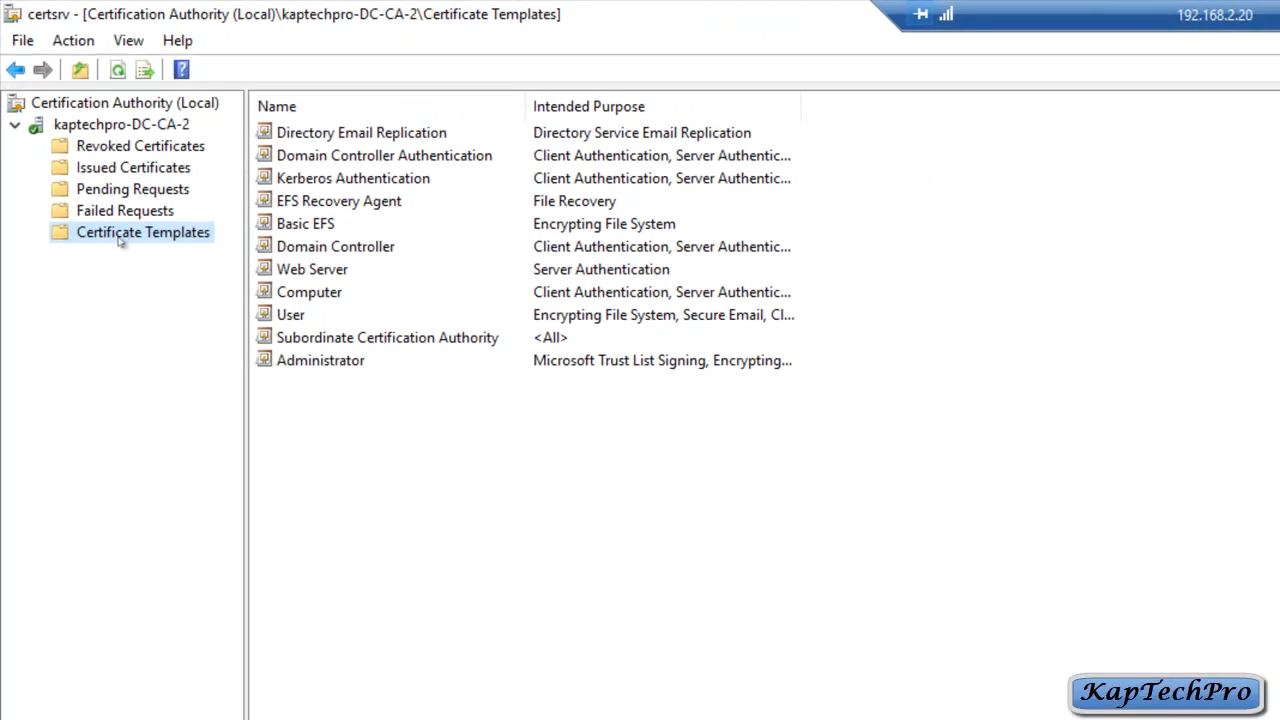 certsrv - [Certification Authority (Local)\kaptechpro-DC-CA-2\Certificate Templates]
192.168.2.20
File Action View Help
Certification Authority (Local)
kaptechpro-DC-CA-2
Revoked Certificates
Issued Certificates
Pending Requests
Failed Requests
Certificate Templates
Name Intended Purpose
Directory Email Replication Directory Service Email Replication
Domain Controller Authentication Client Authentication, Server Authentic...
Kerberos Authentication Client Authentication, Server Authentic...
EFS Recovery Agent File Recovery
Basic EFS Encrypting File System
Domain Controller Client Authentication, Server Authentic...
Web Server Server Authentication
Computer Client Authentication, Server Authentic...
User Encrypting File System, Secure Email, Cl...
Subordinate Certification Authority <All>
Administrator Microsoft Trust List Signing, Encrypting...
KapTechPro